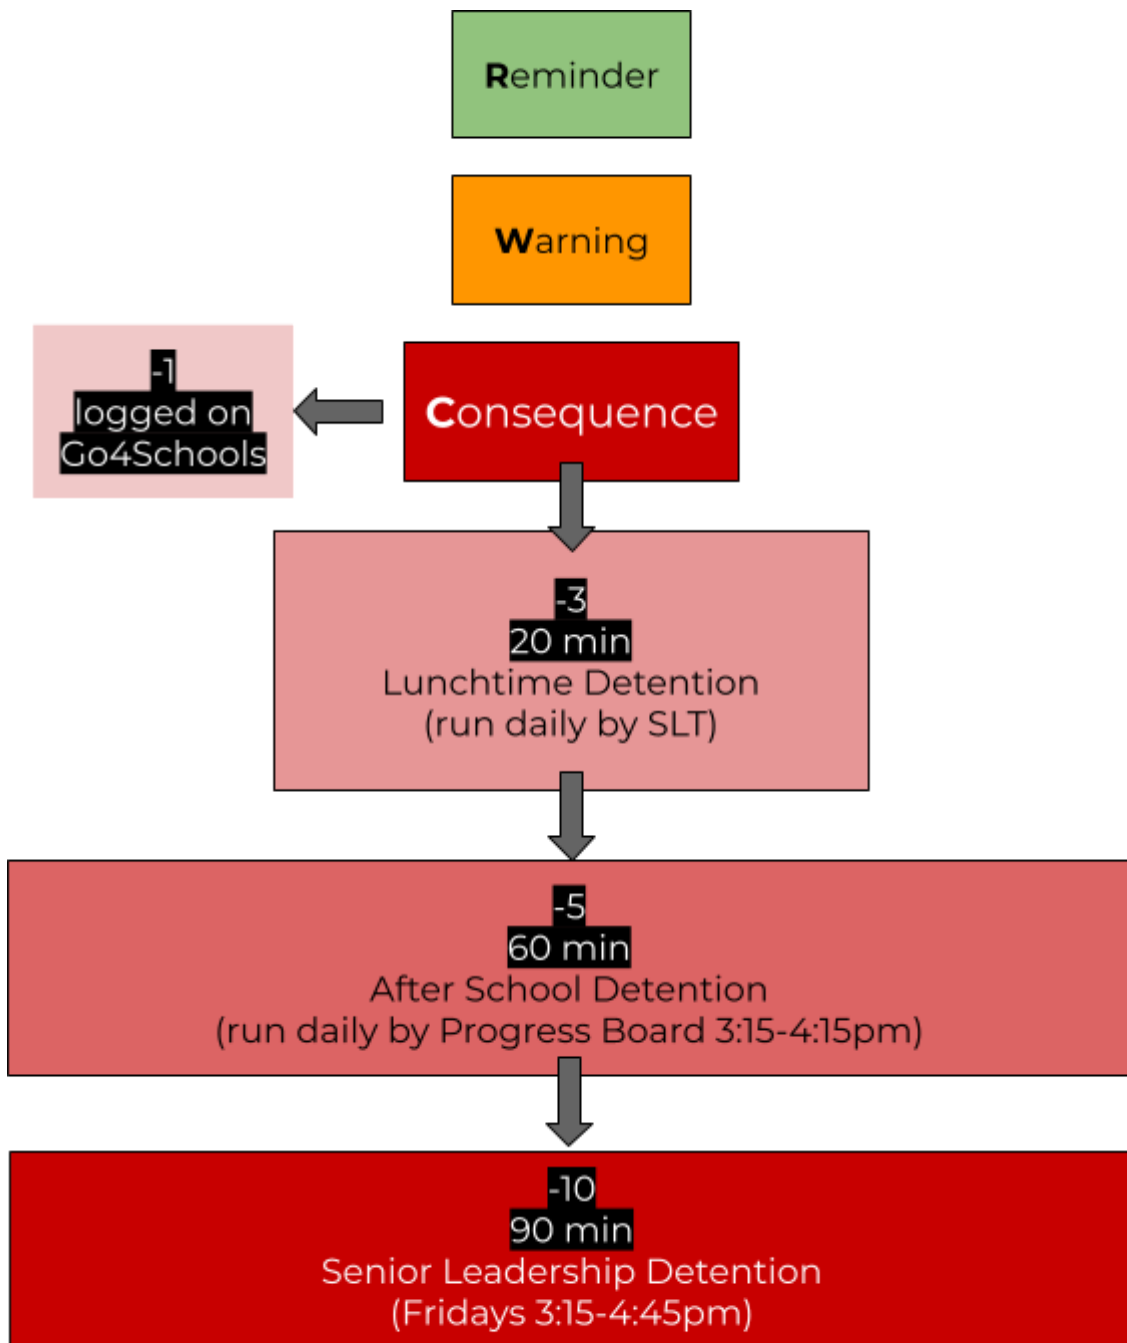 Reminder
Warning
-1
logged on
Go4Schools
Consequence
-3
20 min
Lunchtime Detention
(run daily by SLT)
-5
60 min
After School Detention
(run daily by Progress Board 3:15-4:15pm)
-10
90 min
Senior Leadership Detention
(Fridays 3:15-4:45pm)